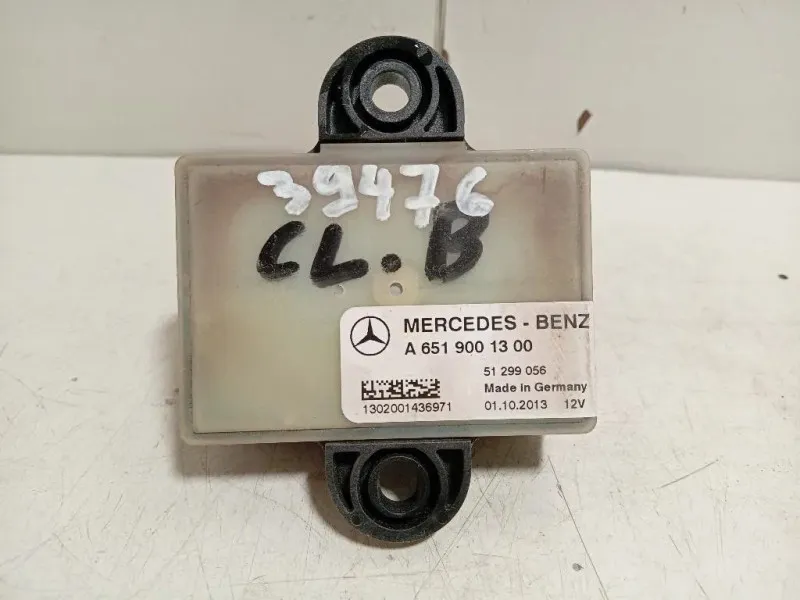 39476
CL.B
MERCEDES - BENZ
A 651 900 13 00
51 299 056
Made in Germany
1302001436971 01.10.2013 12V